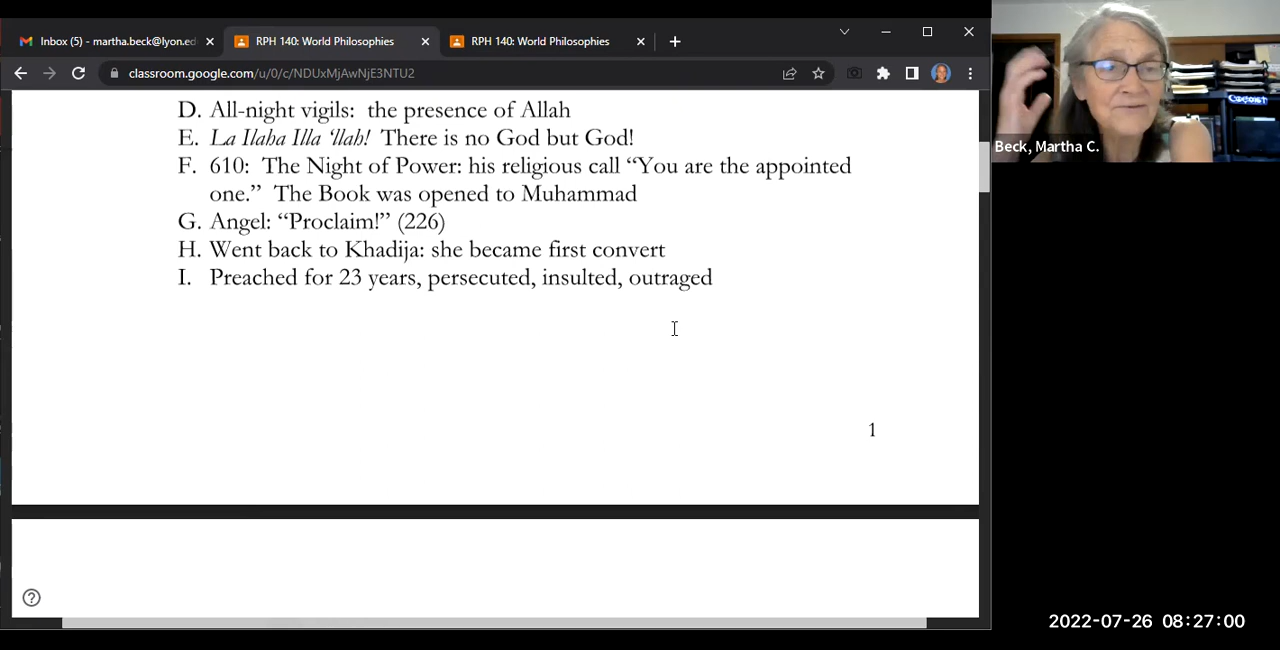 Inbox (5) - martha.beck@lyon.ed
RPH 140: World Philosophies
RPH 140: World Philosophies
classroom.google.com/u/0/c/NDUxMjAwNjE3NTU2
D. All-night vigils: the presence of Allah
E. La Ilaha Illa ‘llah! There is no God but God!
F. 610: The Night of Power: his religious call “You are the appointed
one.” The Book was opened to Muhammad
G. Angel: “Proclaim!” (226)
H. Went back to Khadija: she became first convert
I. Preached for 23 years, persecuted, insulted, outraged
1
Beck, Martha C.
2022-07-26 08:27:00